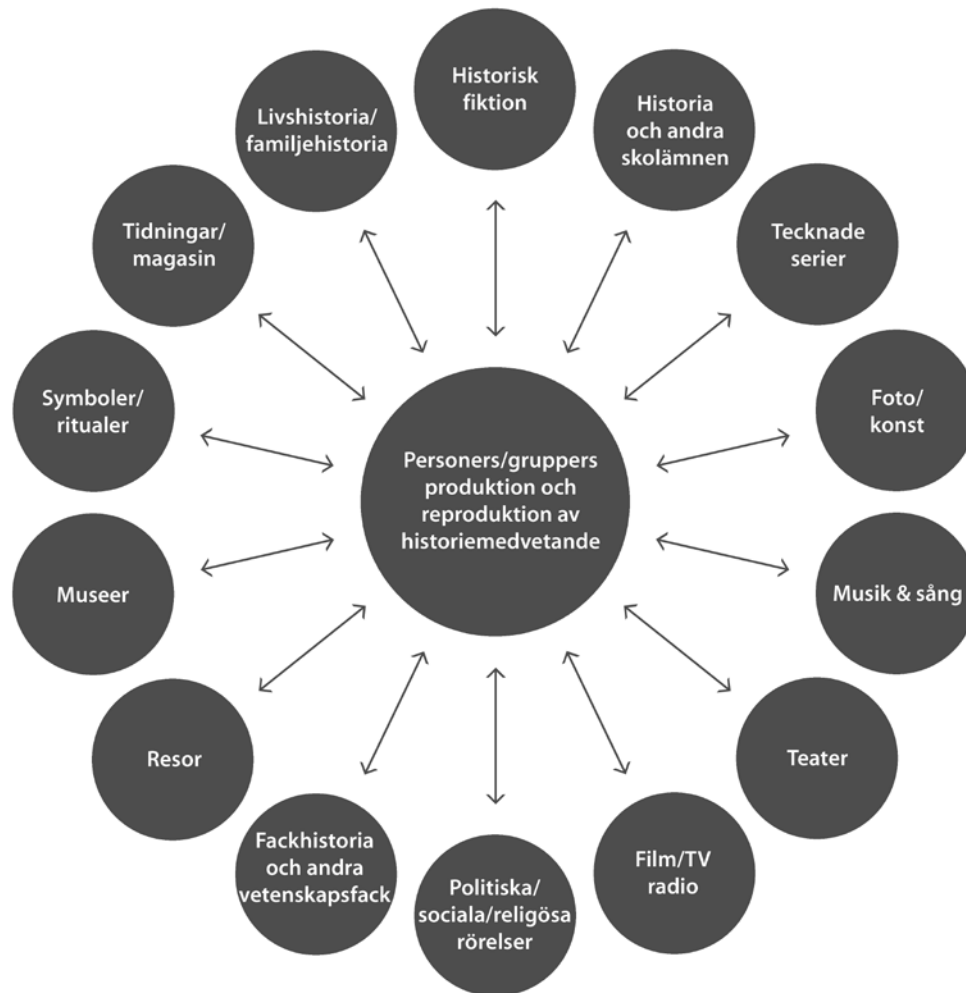 Historisk
fiktion
Historia
och andra
skolämnen
Tecknade
serier
Foto/
konst
Musik & sång
Teater
Film/TV
radio
Politiska/
sociala/religösa
rörelser
Fackhistoria
och andra
vetenskapsfack
Resor
Museer
Symboler/
ritualer
Tidningar/
magasin
Livshistoria/
familjehistoria
Personers/gruppers
produktion och
reproduktion av
historiemedvetande